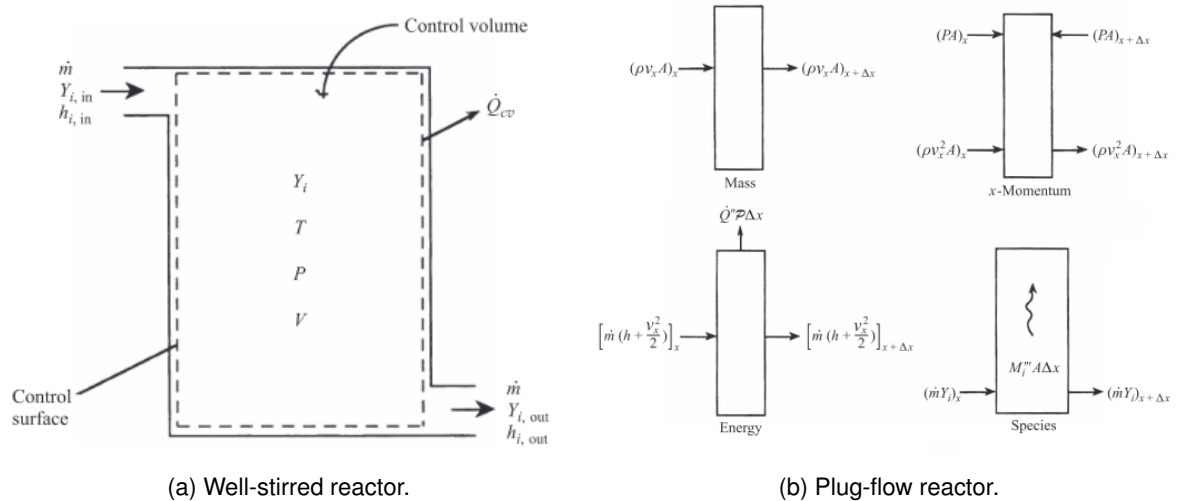 Control volume
ṁ
Y_{i, in}
h_{i, in}
Q̇_{cv}
Y_i
T
P
V
Control
surface
ṁ
Y_{i, out}
h_{i, out}
(a) Well-stirred reactor.
(ρv_xA)_x
(ρv_xA)_{x + Δx}
Mass
(PA)_x
(PA)_{x + Δx}
(ρv_x^2A)_x
(ρv_x^2A)_{x + Δx}
x-Momentum
Q̇″𝒫Δx
[ṁ (h + v_x^2/2)]_x
[ṁ (h + v_x^2/2)]_{x + Δx}
Energy
M_i‴AΔx
(ṁY_i)_x
(ṁY_i)_{x + Δx}
Species
(b) Plug-flow reactor.